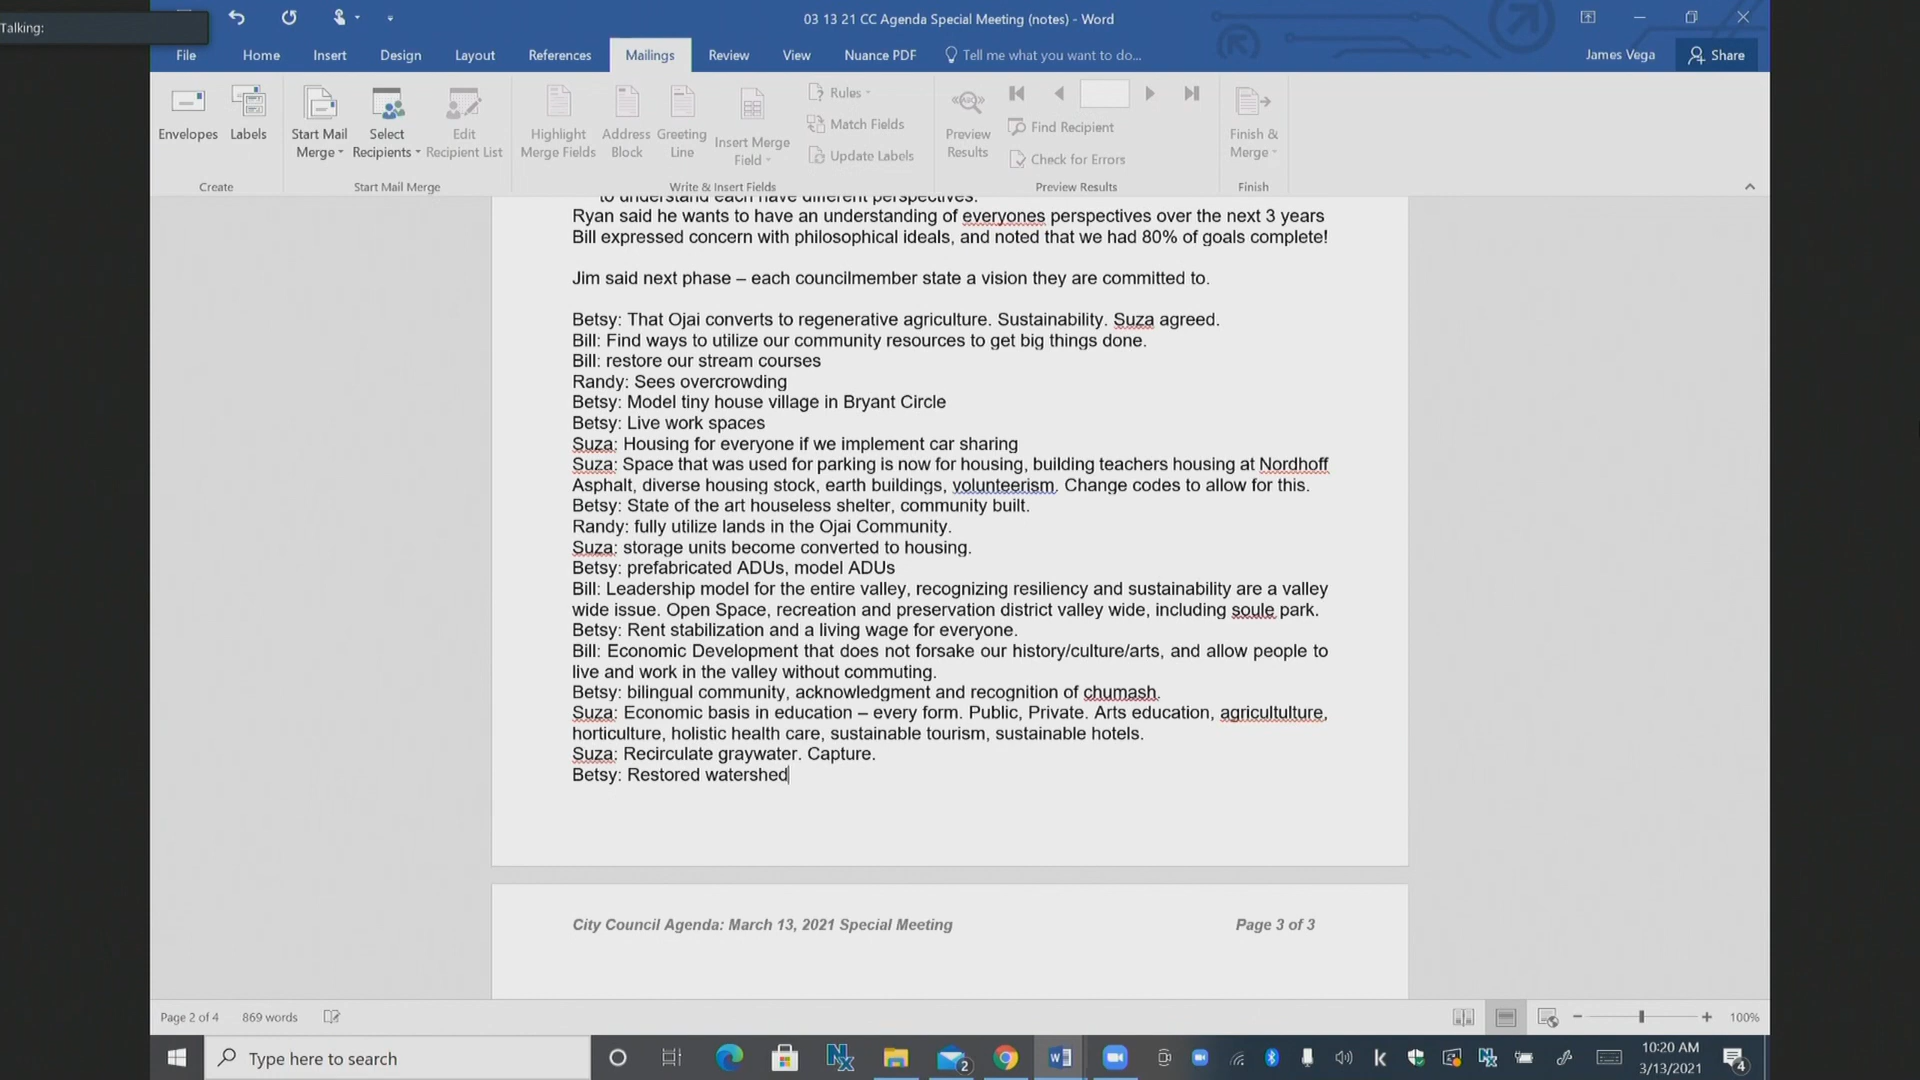 Talking:
03 13 21 CC Agenda Special Meeting (notes) - Word
File Home Insert Design Layout References Mailings Review View Nuance PDF Tell me what you want to do... James Vega Share
Envelopes Labels Start Mail Merge Select Recipients Edit Recipient List Highlight Merge Fields Address Block Greeting Line Insert Merge Field Rules Match Fields Update Labels Preview Results Find Recipient Check for Errors Finish & Merge
Create Start Mail Merge Write & Insert Fields Preview Results Finish
to understand each have different perspectives.
Ryan said he wants to have an understanding of everyones perspectives over the next 3 years
Bill expressed concern with philosophical ideals, and noted that we had 80% of goals complete!
Jim said next phase – each councilmember state a vision they are committed to.
Betsy: That Ojai converts to regenerative agriculture. Sustainability. Suza agreed.
Bill: Find ways to utilize our community resources to get big things done.
Bill: restore our stream courses
Randy: Sees overcrowding
Betsy: Model tiny house village in Bryant Circle
Betsy: Live work spaces
Suza: Housing for everyone if we implement car sharing
Suza: Space that was used for parking is now for housing, building teachers housing at Nordhoff
Asphalt, diverse housing stock, earth buildings, volunteerism. Change codes to allow for this.
Betsy: State of the art houseless shelter, community built.
Randy: fully utilize lands in the Ojai Community.
Suza: storage units become converted to housing.
Betsy: prefabricated ADUs, model ADUs
Bill: Leadership model for the entire valley, recognizing resiliency and sustainability are a valley
wide issue. Open Space, recreation and preservation district valley wide, including soule park.
Betsy: Rent stabilization and a living wage for everyone.
Bill: Economic Development that does not forsake our history/culture/arts, and allow people to
live and work in the valley without commuting.
Betsy: bilingual community, acknowledgment and recognition of chumash.
Suza: Economic basis in education – every form. Public, Private. Arts education, agricultulture,
horticulture, holistic health care, sustainable tourism, sustainable hotels.
Suza: Recirculate graywater. Capture.
Betsy: Restored watershed
City Council Agenda: March 13, 2021 Special Meeting Page 3 of 3
Page 2 of 4 869 words 100%
Type here to search 2 10:20 AM
3/13/2021 4